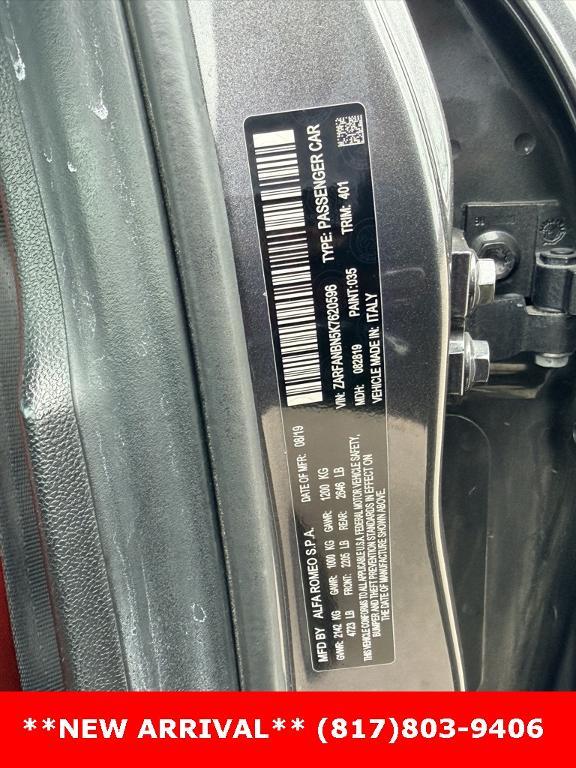 MFD BY ALFA ROMEO S.P.A. DATE OF MFR: 08/19
GVWR: 2142 KG GAWR: 1000 KG GAWR: 1200 KG
4723 LB FRONT: 2205 LB REAR: 2646 LB
THIS VEHICLE CONFORMS TO ALL APPLICABLE U.S.A. FEDERAL MOTOR VEHICLE SAFETY,
BUMPER, AND THEFT PREVENTION STANDARDS IN EFFECT ON
THE DATE OF MANUFACTURE SHOWN ABOVE.
VIN: ZARFANBN5K7620596 TYPE: PASSENGER CAR
MDH: 082819 PAINT:035 TRIM: 401
VEHICLE MADE IN: ITALY
**NEW ARRIVAL** (817)803-9406